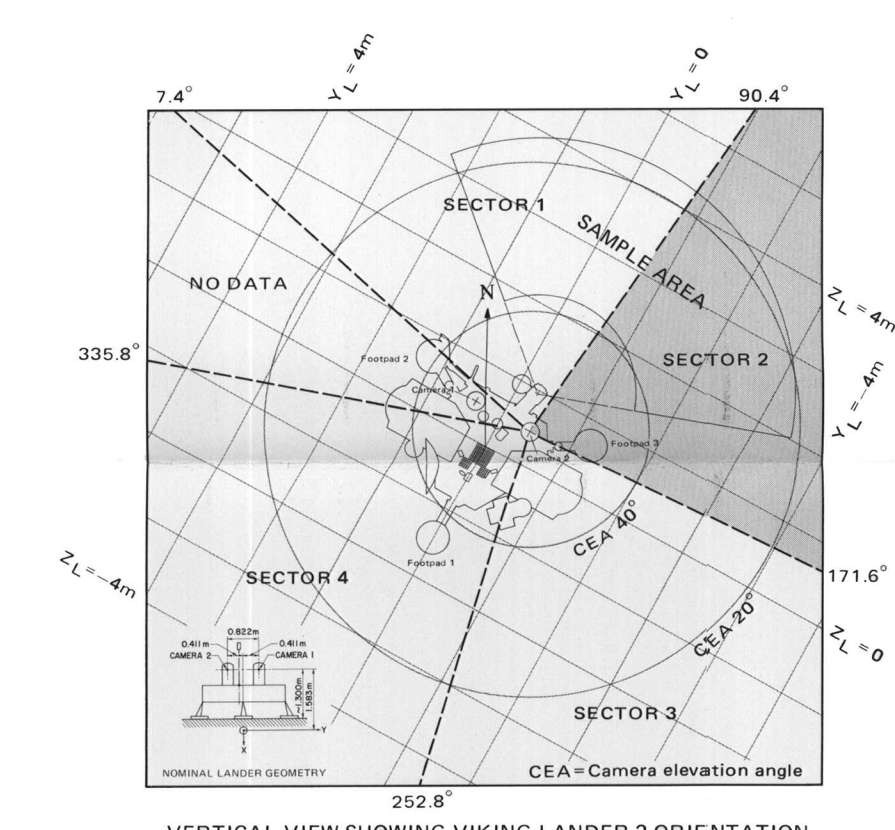 Y_L = 4m
Y_L = 0
7.4°
90.4°
SECTOR 1
SAMPLE AREA
NO DATA
N
Z_L = 4m
335.8°
Footpad 2
SECTOR 2
Camera 1
Y_L = -4m
Footpad 3
Camera 2
CEA 40°
Footpad 1
Z_L = -4m
SECTOR 4
171.6°
CEA 20°
Z_L = 0
0.822m
0.411m
0.411m
CAMERA 2
CAMERA 1
~1.300m
1.583m
Y
X
SECTOR 3
NOMINAL LANDER GEOMETRY
CEA=Camera elevation angle
252.8°
VERTICAL VIEW SHOWING VIKING LANDER 2 ORIENTATION